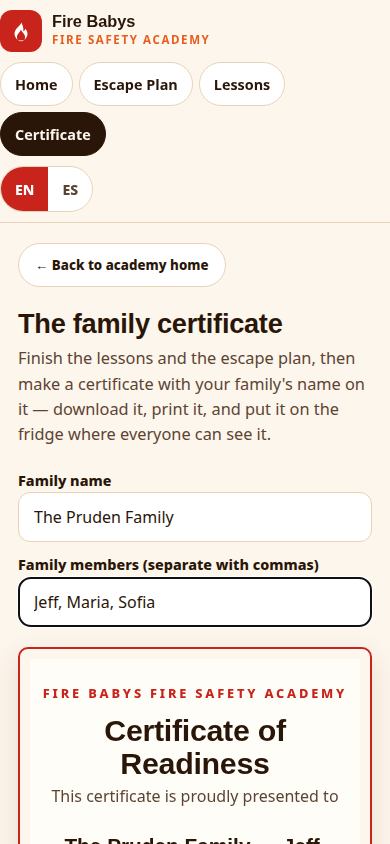 Fire Babys
FIRE SAFETY ACADEMY
Home
Escape Plan
Lessons
Certificate
EN
ES
← Back to academy home
The family certificate
Finish the lessons and the escape plan, then
make a certificate with your family's name on
it — download it, print it, and put it on the
fridge where everyone can see it.
Family name
The Pruden Family
Family members (separate with commas)
Jeff, Maria, Sofia
FIRE BABYS FIRE SAFETY ACADEMY
Certificate of
Readiness
This certificate is proudly presented to
The Pruden Family — Jeff,